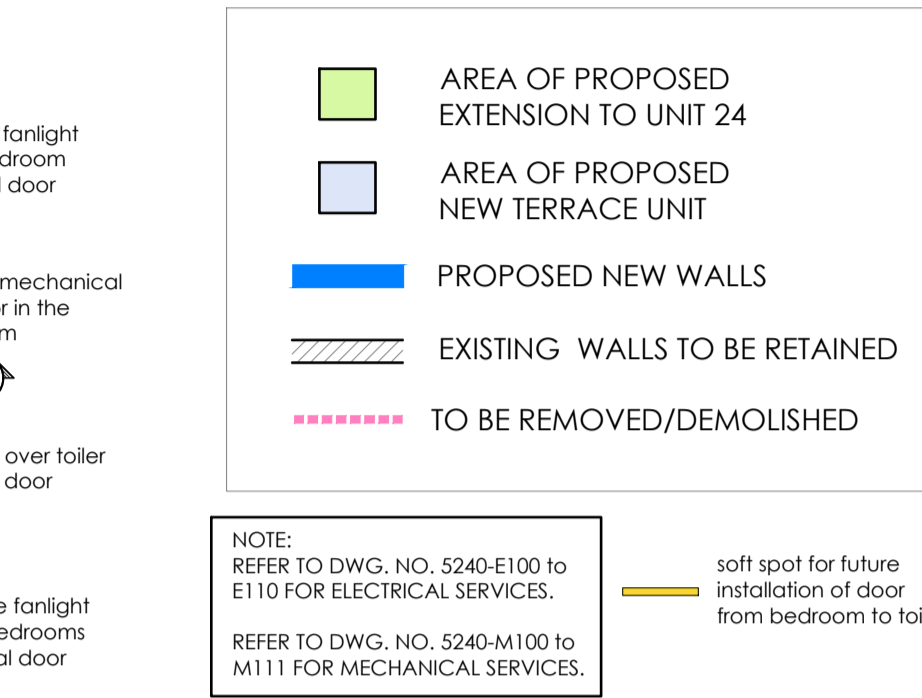 fanlight
droom
door
mechanical
r in the
m
over toiler
door
e fanlight
edrooms
al door
AREA OF PROPOSED
EXTENSION TO UNIT 24
AREA OF PROPOSED
NEW TERRACE UNIT
PROPOSED NEW WALLS
EXISTING WALLS TO BE RETAINED
TO BE REMOVED/DEMOLISHED
NOTE:
REFER TO DWG. NO. 5240-E100 to
E110 FOR ELECTRICAL SERVICES.
REFER TO DWG. NO. 5240-M100 to
M111 FOR MECHANICAL SERVICES.
soft spot for future
installation of door
from bedroom to toi